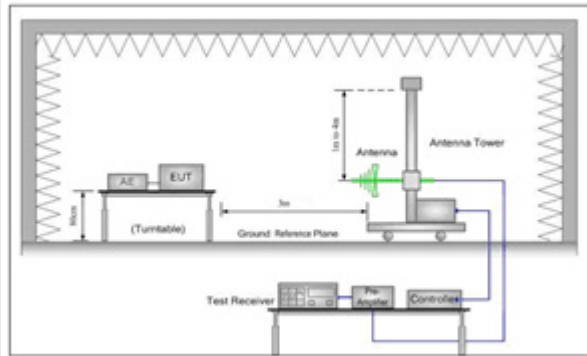 1m to 4m
Antenna
Antenna Tower
AE
EUT
80cm
3m
(Turntable)
Ground Reference Plane
Test Receiver
Pre-
Amplifier
Controller